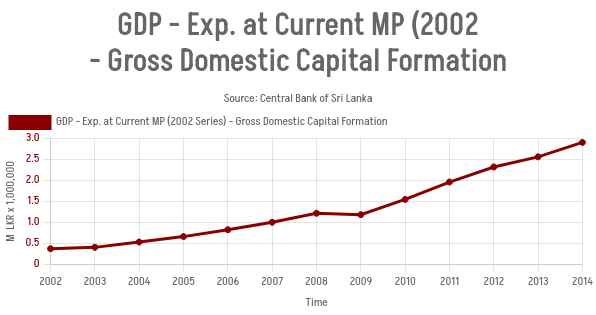 GDP - Exp. at Current MP (2002
- Gross Domestic Capital Formation
Source: Central Bank of Sri Lanka
GDP - Exp. at Current MP (2002 Series) - Gross Domestic Capital Formation
M LKR x 1,000,000
3.0
2.5
2.0
1.5
1.0
0.5
0
2002 2003 2004 2005 2006 2007 2008 2009 2010 2011 2012 2013 2014
Time